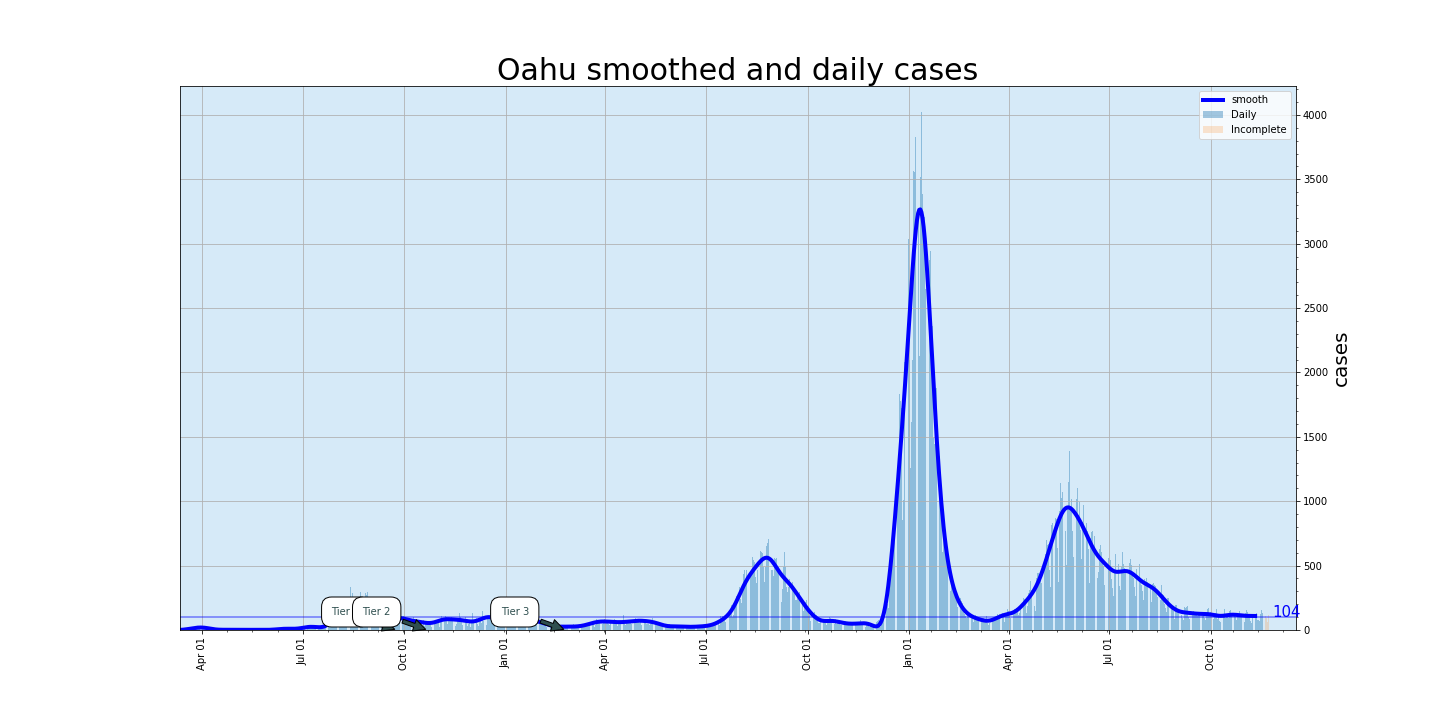 Oahu smoothed and daily cases
smooth
Daily
Incomplete
4000
3500
3000
2500
2000
1500
1000
500
0
cases
104
Tier
Tier 2
Tier 3
Apr 01
Jul 01
Oct 01
Jan 01
Apr 01
Jul 01
Oct 01
Jan 01
Apr 01
Jul 01
Oct 01